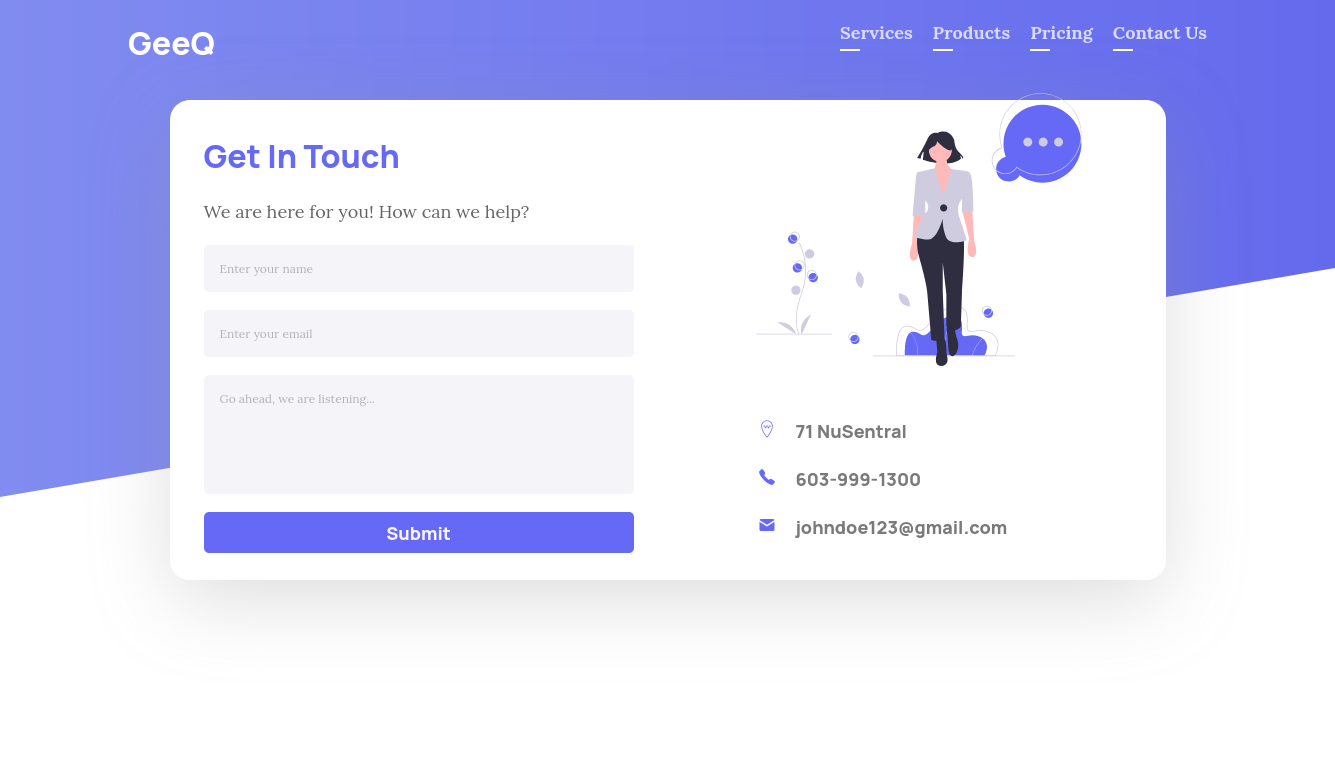 GeeQ
Services Products Pricing Contact Us
Get In Touch
We are here for you! How can we help?
Enter your name
Enter your email
Go ahead, we are listening...
Submit
71 NuSentral
603-999-1300
johndoe123@gmail.com